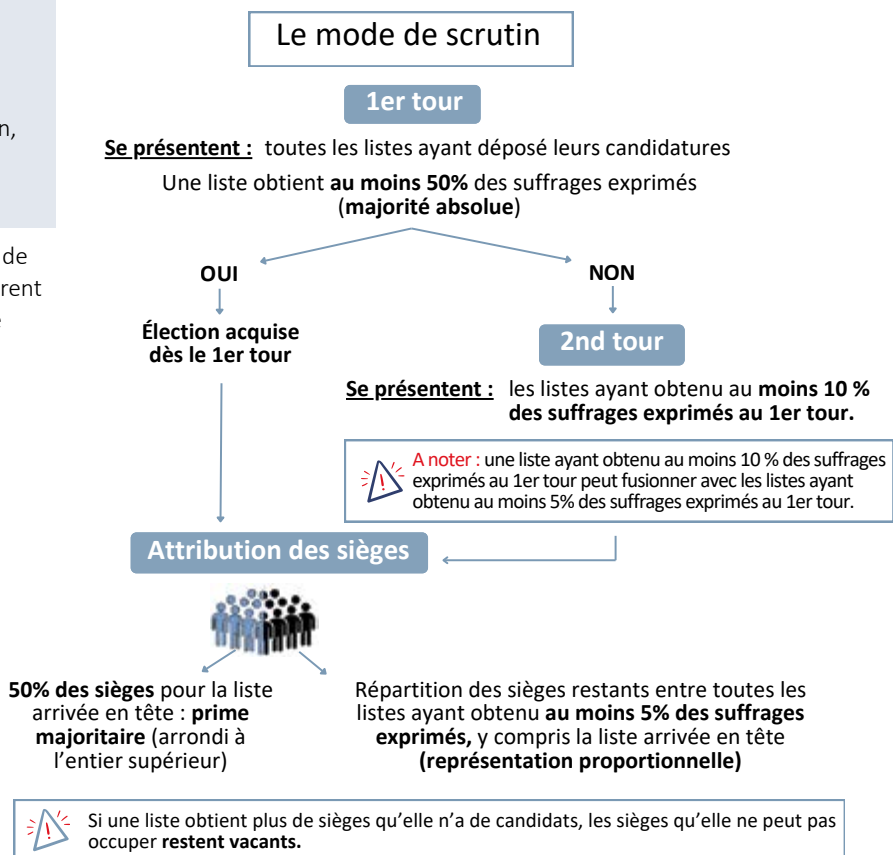 Le mode de scrutin
1er tour
n,
Se présentent : toutes les listes ayant déposé leurs candidatures
Une liste obtient au moins 50% des suffrages exprimés
(majorité absolue)
de
rent
OUI
NON
Élection acquise
dès le 1er tour
2nd tour
Se présentent : les listes ayant obtenu au moins 10 %
des suffrages exprimés au 1er tour.
A noter : une liste ayant obtenu au moins 10 % des suffrages
exprimés au 1er tour peut fusionner avec les listes ayant
obtenu au moins 5% des suffrages exprimés au 1er tour.
Attribution des sièges
50% des sièges pour la liste
arrivée en tête : prime
majoritaire (arrondi à
l’entier supérieur)
Répartition des sièges restants entre toutes les
listes ayant obtenu au moins 5% des suffrages
exprimés, y compris la liste arrivée en tête
(représentation proportionnelle)
Si une liste obtient plus de sièges qu’elle n’a de candidats, les sièges qu’elle ne peut pas
occuper restent vacants.